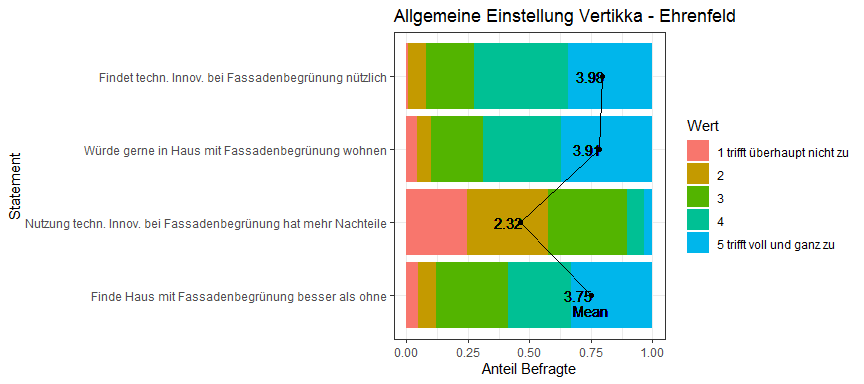 Allgemeine Einstellung Vertikka - Ehrenfeld
Statement
Findet techn. Innov. bei Fassadenbegrünung nützlich
3.98
Würde gerne in Haus mit Fassadenbegrünung wohnen
3.91
Nutzung techn. Innov. bei Fassadenbegrünung hat mehr Nachteile
2.32
Finde Haus mit Fassadenbegrünung besser als ohne
3.75
Mean
0.00 0.25 0.50 0.75 1.00
Anteil Befragte
Wert
1 trifft überhaupt nicht zu
2
3
4
5 trifft voll und ganz zu